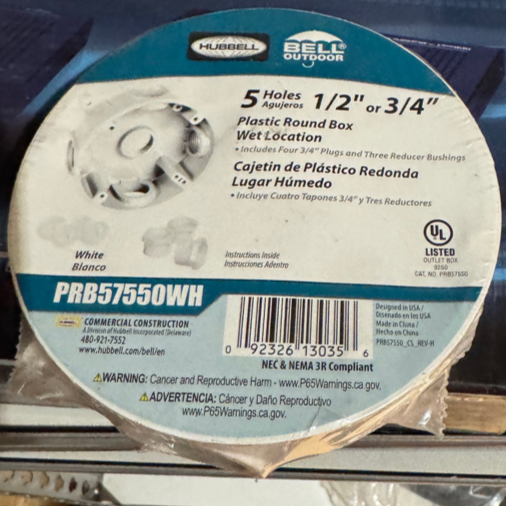 HUBBELL
BELL®
OUTDOOR
5 Holes Agujeros 1/2" or 3/4"
Plastic Round Box
Wet Location
• Includes Four 3/4" Plugs and Three Reducer Bushings
Cajetin de Plástico Redonda
Lugar Húmedo
• Incluye Cuatro Tapones 3/4" y Tres Reductores
UL
LISTED
OUTLET BOX
CAT. NO. PRB57550
White
Blanco
Instructions Inside
Instrucciones Adentro
PRB57550WH
COMMERCIAL CONSTRUCTION
A Division of Hubbell Incorporated (Delaware)
480-921-7552
www.hubbell.com/bell/en
0 92326 13035 6
NEC & NEMA 3R Compliant
Designed in USA /
Disenado en los USA
Made in China /
Hecho en China
PRB57550_CS_REV-H
WARNING: Cancer and Reproductive Harm - www.P65Warnings.ca.gov.
ADVERTENCIA: Cáncer y Daño Reproductivo
www.P65Warnings.ca.gov.